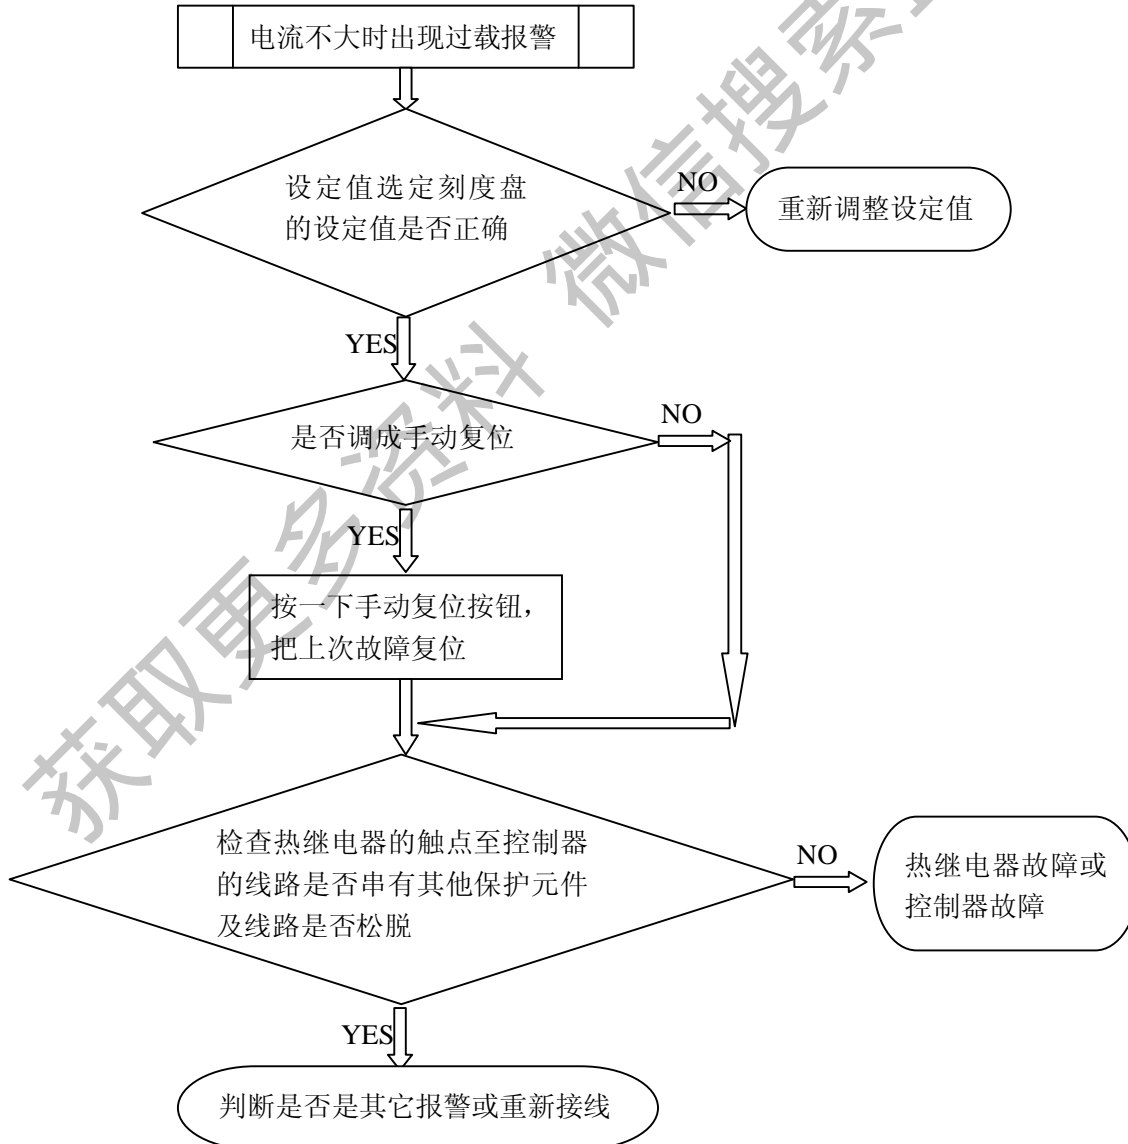 电流不大时出现过载报警
设定值选定刻度盘
的设定值是否正确
NO
重新调整设定值
YES
是否调成手动复位
NO
YES
按一下手动复位按钮，
把上次故障复位
检查热继电器的触点至控制器
的线路是否串有其他保护元件
及线路是否松脱
NO
热继电器故障或
控制器故障
YES
判断是否是其它报警或重新接线
获取更多资料 微信搜索